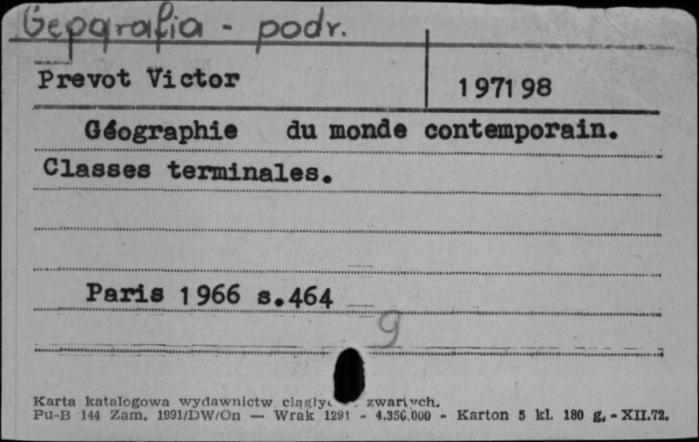 Geografia - podr.
Prevot Victor
197198
Géographie du monde contemporain.
Classes terminales.
Paris 1966 s.464
9
Karta katalogowa wydawnictw zwartych.
Pu-B 144 Zam. 1991/DW/On — Wrak 1291 - 4.356.000 - Karton 5 kl. 180 g. - XII.72.